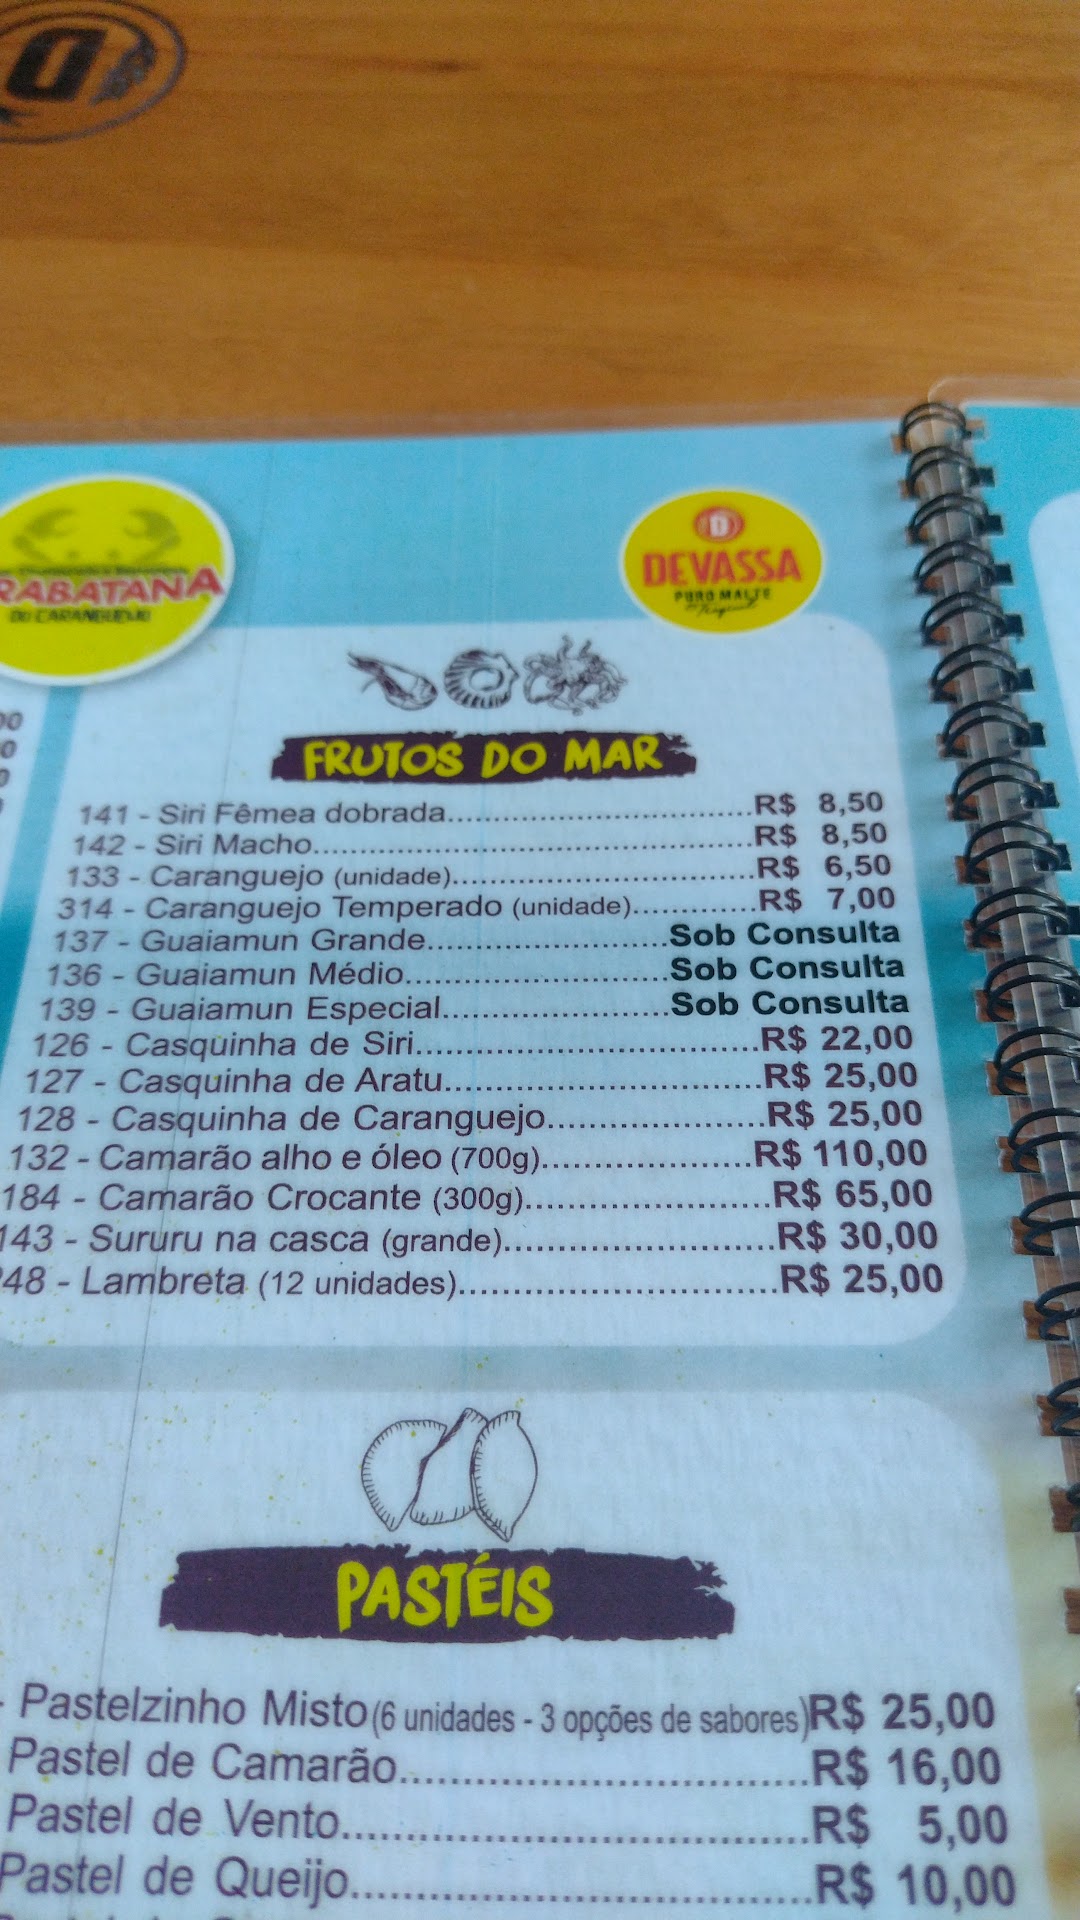 D
RABATANA
DO CARANGUEJO
D
DEVASSA
PURO MALTE
Tropical
FRUTOS DO MAR
141 - Siri Fêmea dobrada................................R$ 8,50
142 - Siri Macho..............................................R$ 8,50
133 - Caranguejo (unidade)...............................R$ 6,50
314 - Caranguejo Temperado (unidade).............R$ 7,00
137 - Guaiamun Grande.........................Sob Consulta
136 - Guaiamun Médio...........................Sob Consulta
139 - Guaiamun Especial.......................Sob Consulta
126 - Casquinha de Siri...................................R$ 22,00
127 - Casquinha de Aratu................................R$ 25,00
128 - Casquinha de Caranguejo......................R$ 25,00
132 - Camarão alho e óleo (700g)....................R$ 110,00
184 - Camarão Crocante (300g).......................R$ 65,00
143 - Sururu na casca (grande)........................R$ 30,00
48 - Lambreta (12 unidades)............................R$ 25,00
PASTÉIS
- Pastelzinho Misto (6 unidades - 3 opções de sabores)R$ 25,00
Pastel de Camarão................................R$ 16,00
Pastel de Vento....................................R$ 5,00
Pastel de Queijo...................................R$ 10,00